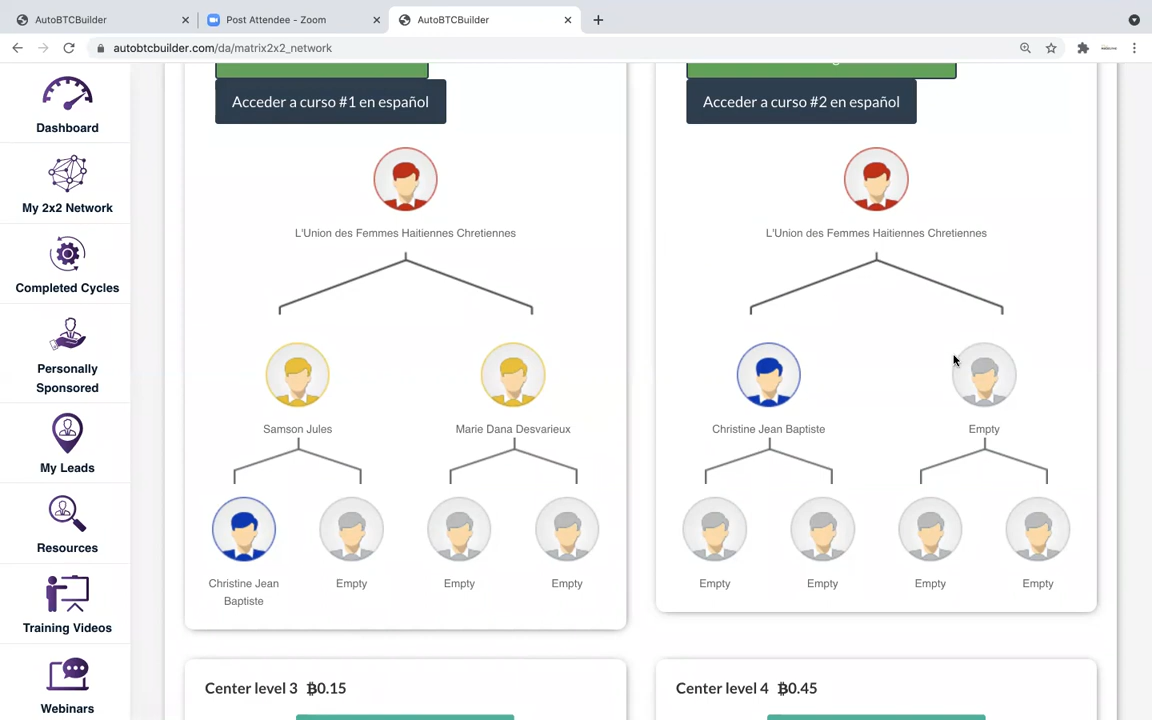 AutoBTCBuilder
Post Attendee - Zoom
AutoBTCBuilder
autobtcbuilder.com/da/matrix2x2_network
Dashboard
My 2x2 Network
Completed Cycles
Personally
Sponsored
My Leads
Resources
Training Videos
Webinars
Acceder a curso #1 en español
L'Union des Femmes Haitiennes Chretiennes
Samson Jules
Marie Dana Desvarieux
Christine Jean
Baptiste
Empty
Empty
Empty
Acceder a curso #2 en español
L'Union des Femmes Haitiennes Chretiennes
Christine Jean Baptiste
Empty
Empty
Empty
Empty
Empty
Center level 3 ₿0.15
Center level 4 ₿0.45